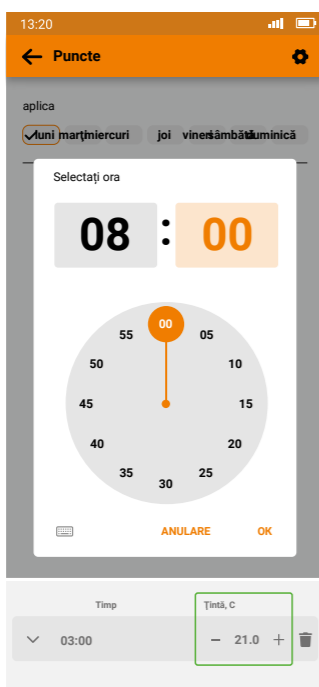 13:20
Puncte
aplica
luni marți miercuri joi vineri sâmbătă duminică
Selectați ora
08 : 00
00
55 05
50 10
45 15
40 20
35 25
30
ANULARE OK
Timp Țintă, C
03:00 − 21.0 +